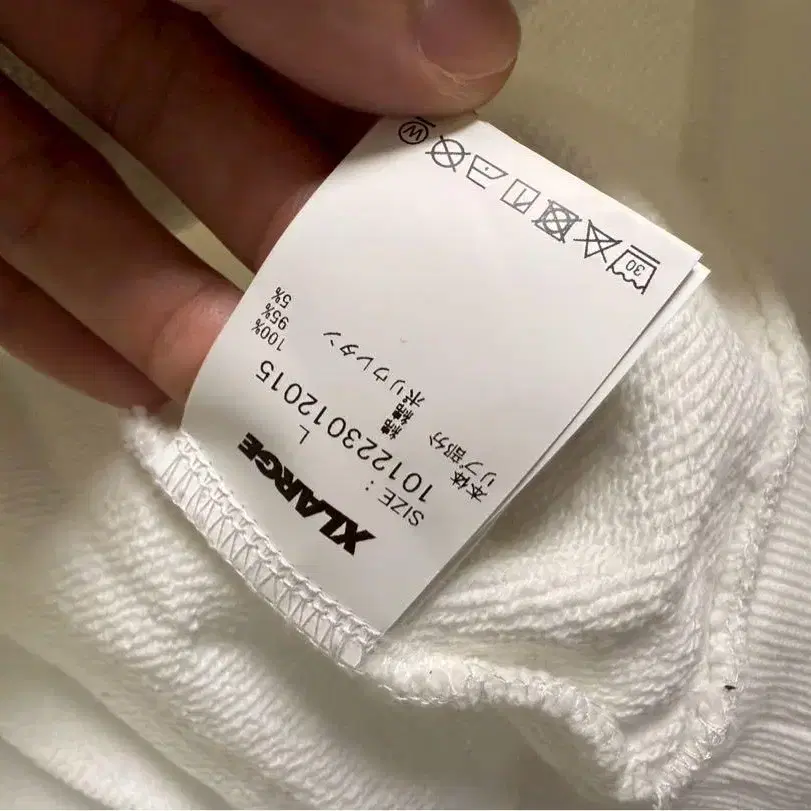 XLARGE
SIZE : L
101223012015
本体 綿 100%
リブ部分 綿 95%
ポリウレタン 5%
30
W